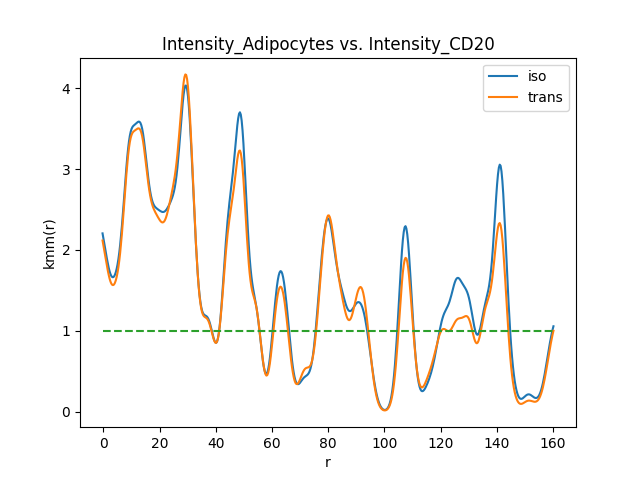 Intensity_Adipocytes vs. Intensity_CD20
iso
trans
kmm(r)
4
3
2
1
0
0 20 40 60 80 100 120 140 160
r